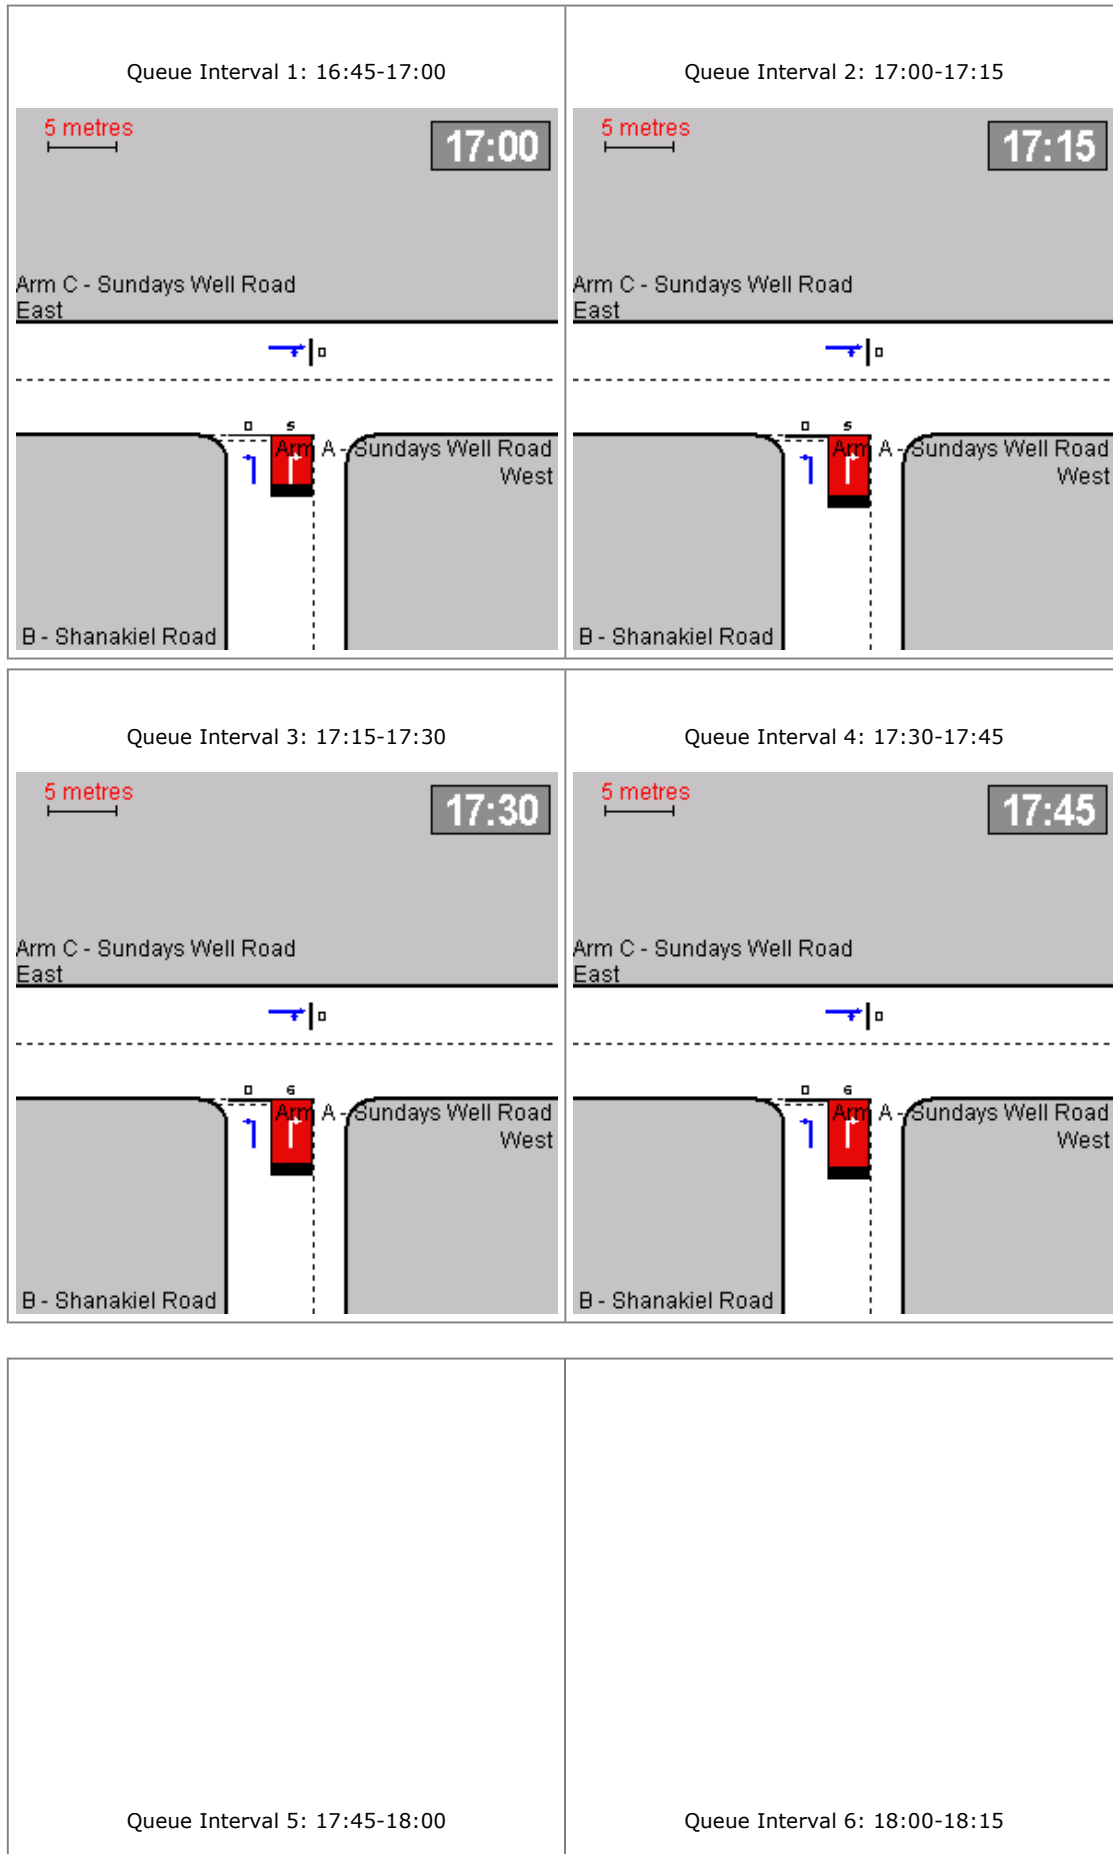 Queue Interval 1: 16:45-17:00
5 metres
17:00
Arm C - Sundays Well Road
East
0
0 5
Arm A - Sundays Well Road
West
B - Shanakiel Road
Queue Interval 2: 17:00-17:15
5 metres
17:15
Arm C - Sundays Well Road
East
0
0 5
Arm A - Sundays Well Road
West
B - Shanakiel Road
Queue Interval 3: 17:15-17:30
5 metres
17:30
Arm C - Sundays Well Road
East
0
0 6
Arm A - Sundays Well Road
West
B - Shanakiel Road
Queue Interval 4: 17:30-17:45
5 metres
17:45
Arm C - Sundays Well Road
East
0
0 6
Arm A - Sundays Well Road
West
B - Shanakiel Road
Queue Interval 5: 17:45-18:00
Queue Interval 6: 18:00-18:15